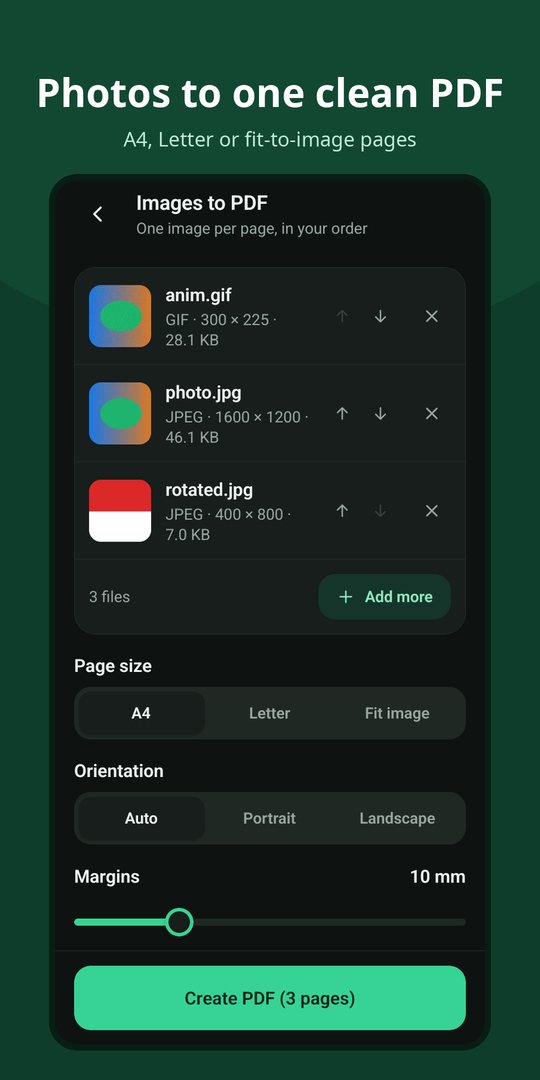 Photos to one clean PDF
A4, Letter or fit-to-image pages
Images to PDF
One image per page, in your order
anim.gif
GIF · 300 × 225 ·
28.1 KB
photo.jpg
JPEG · 1600 × 1200 ·
46.1 KB
rotated.jpg
JPEG · 400 × 800 ·
7.0 KB
3 files
Add more
Page size
A4
Letter
Fit image
Orientation
Auto
Portrait
Landscape
Margins
10 mm
Create PDF (3 pages)